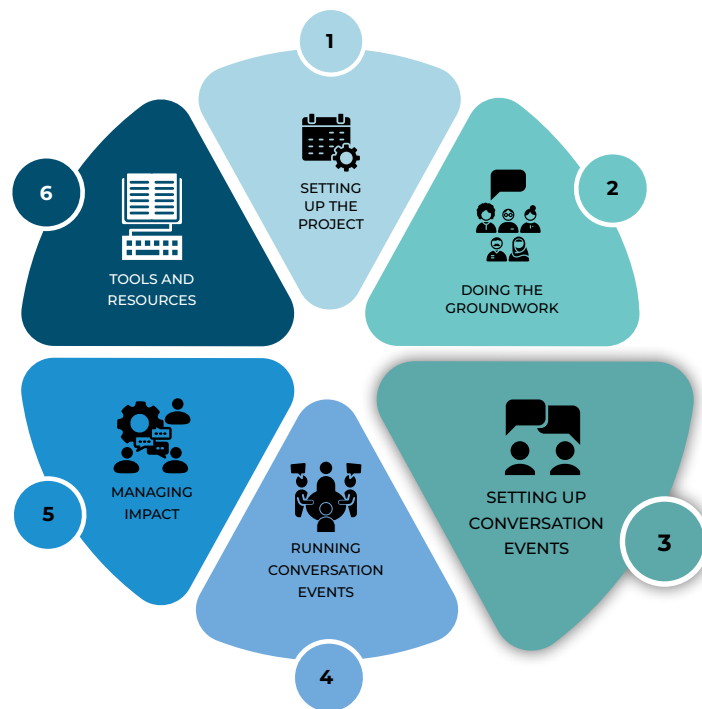 1
SETTING
UP THE
PROJECT
2
DOING THE
GROUNDWORK
3
SETTING UP
CONVERSATION
EVENTS
4
RUNNING
CONVERSATION
EVENTS
5
MANAGING
IMPACT
6
TOOLS AND
RESOURCES